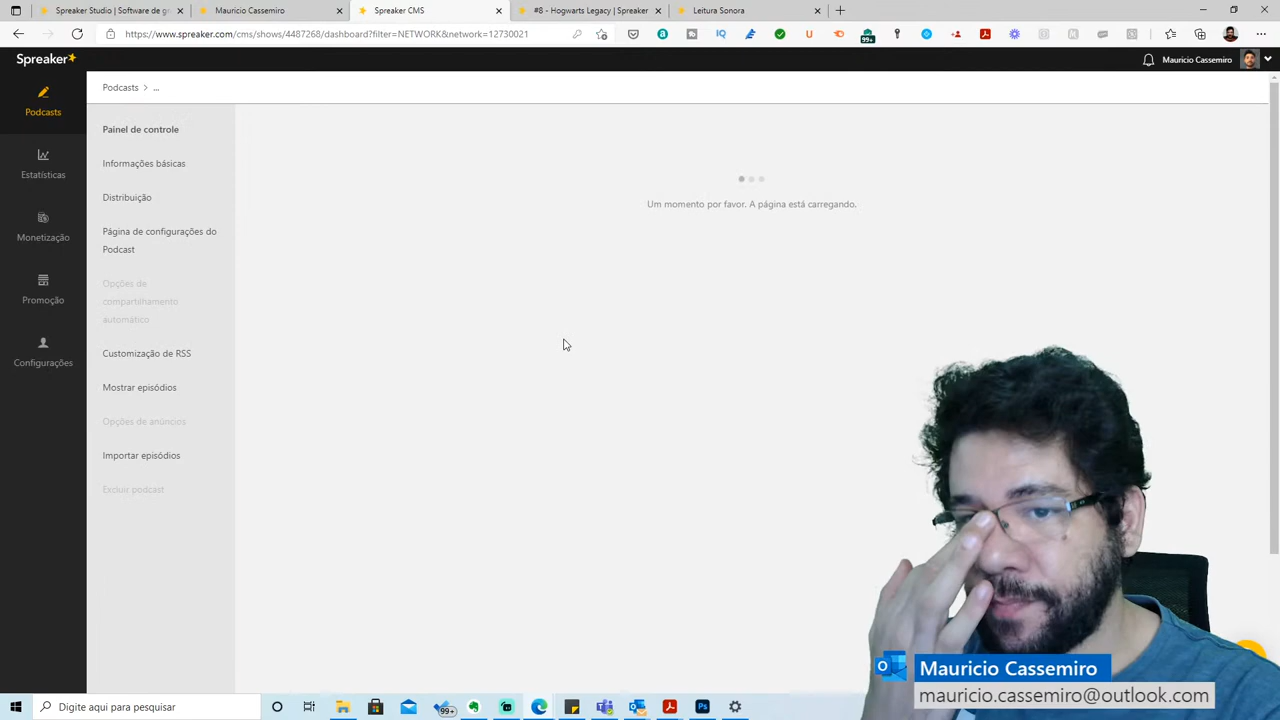 Spreaker Studio | Software de ge
Mauricio Cassemiro
Spreaker CMS
#8 - Hogwarts Legacy | Spreaker
Leitura Sonora
https://www.spreaker.com/cms/shows/4487268/dashboard?filter=NETWORK&network=12730021
99+
Spreaker
Mauricio Cassemiro
Podcasts
Estatísticas
Monetização
Promoção
Configurações
Podcasts > ...
Painel de controle
Informações básicas
Distribuição
Página de configurações do
Podcast
Opções de
compartilhamento
automático
Customização de RSS
Mostrar episódios
Opções de anúncios
Importar episódios
Excluir podcast
Um momento por favor. A página está carregando.
Mauricio Cassemiro
mauricio.cassemiro@outlook.com
Digite aqui para pesquisar
99+